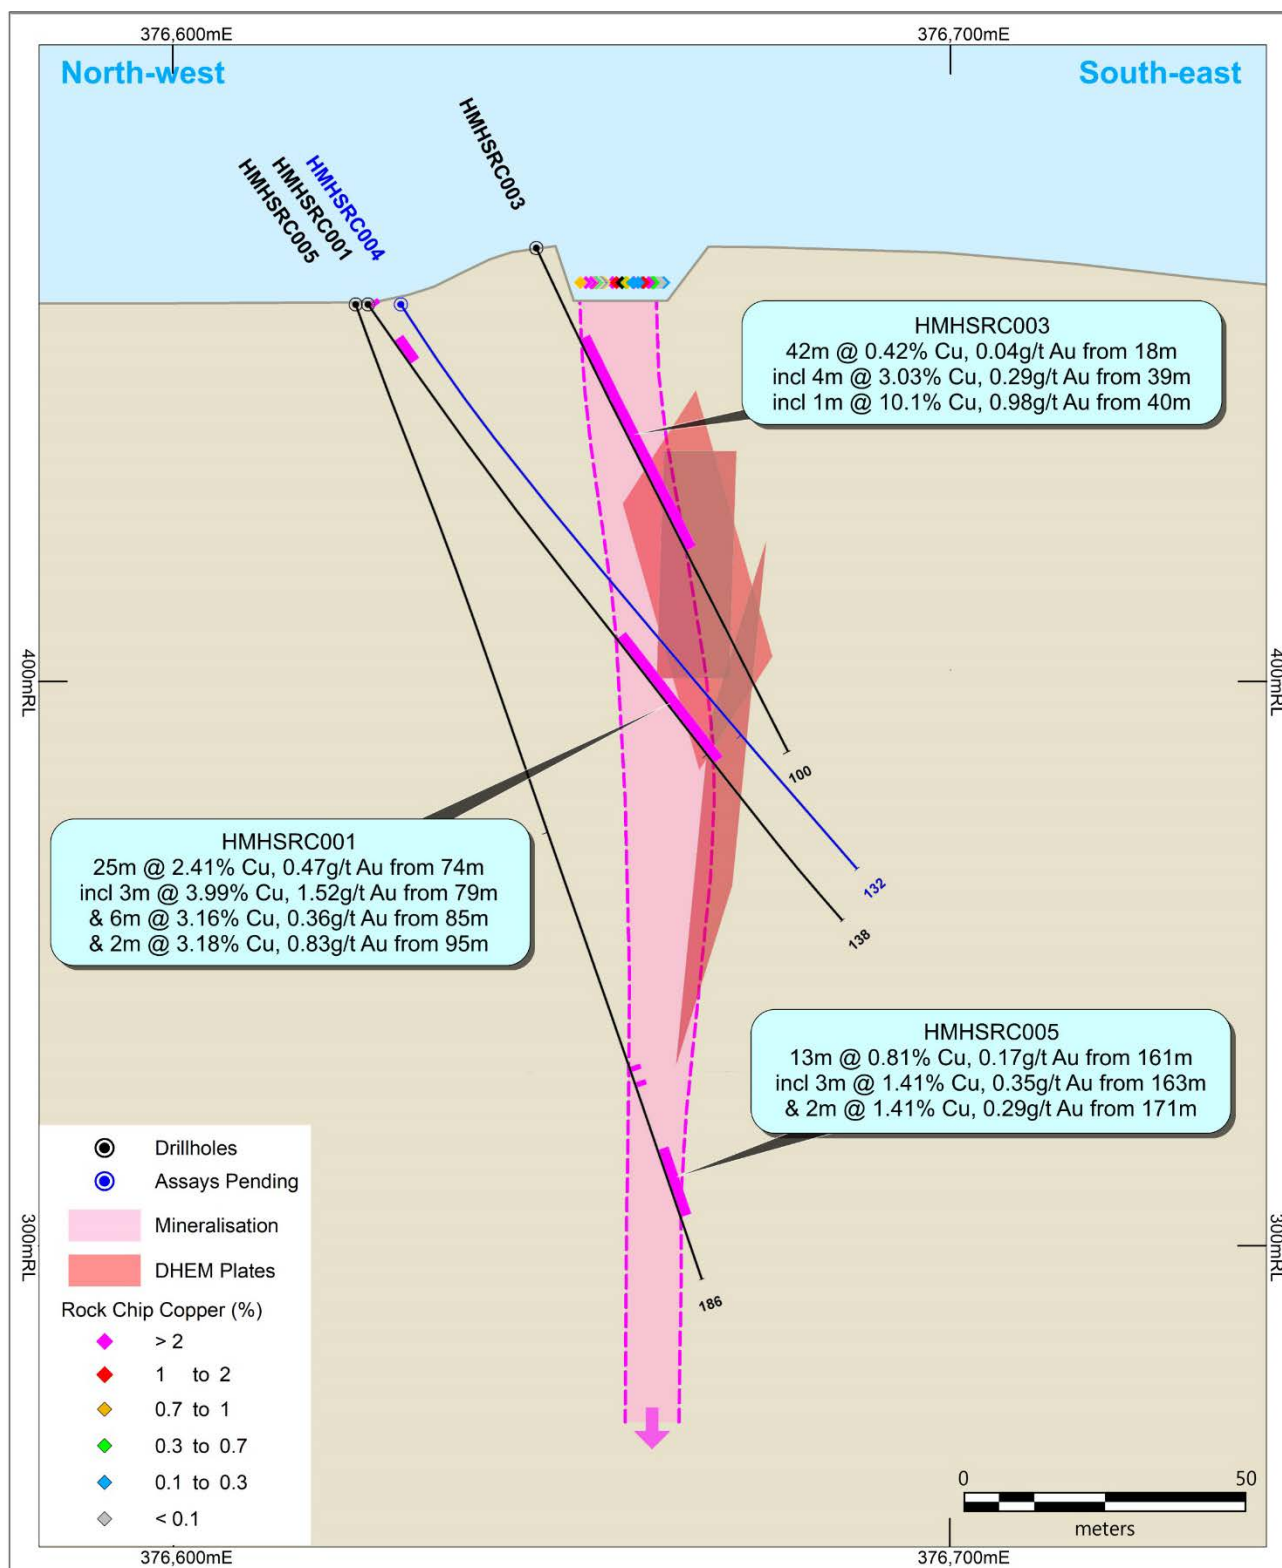 376,600mE
376,700mE
North-west
South-east
HMHSRC005
HMHSRC001
HMHSRC004
HMHSRC003
HMHSRC003
42m @ 0.42% Cu, 0.04g/t Au from 18m
incl 4m @ 3.03% Cu, 0.29g/t Au from 39m
incl 1m @ 10.1% Cu, 0.98g/t Au from 40m
400mRL
400mRL
100
132
138
HMHSRC001
25m @ 2.41% Cu, 0.47g/t Au from 74m
incl 3m @ 3.99% Cu, 1.52g/t Au from 79m
& 6m @ 3.16% Cu, 0.36g/t Au from 85m
& 2m @ 3.18% Cu, 0.83g/t Au from 95m
HMHSRC005
13m @ 0.81% Cu, 0.17g/t Au from 161m
incl 3m @ 1.41% Cu, 0.35g/t Au from 163m
& 2m @ 1.41% Cu, 0.29g/t Au from 171m
300mRL
300mRL
186
Drillholes
Assays Pending
Mineralisation
DHEM Plates
Rock Chip Copper (%)
> 2
1 to 2
0.7 to 1
0.3 to 0.7
0.1 to 0.3
< 0.1
0 50
meters
376,600mE
376,700mE